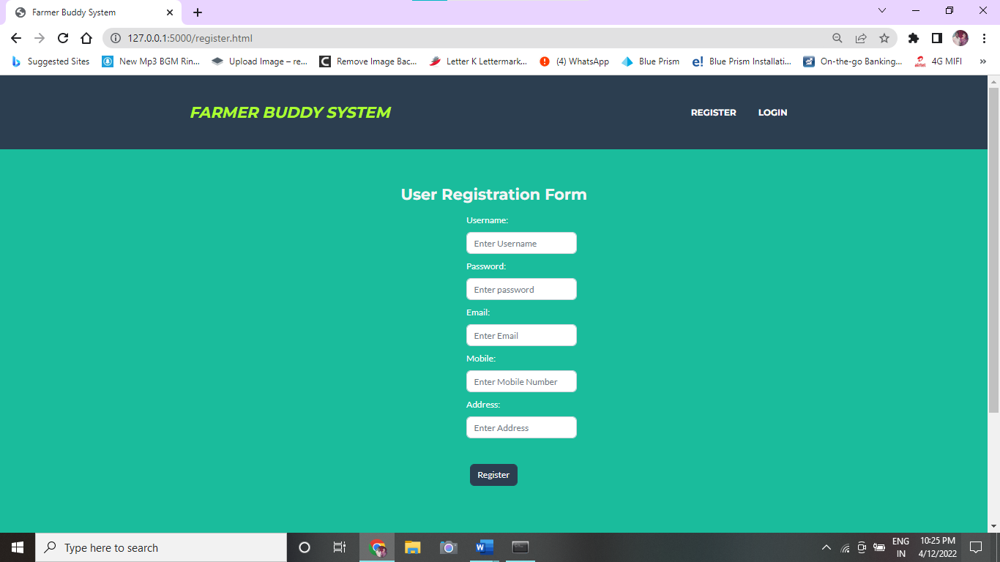 Farmer Buddy System
127.0.0.1:5000/register.html
Suggested Sites New Mp3 BGM Rin... Upload Image – re... Remove Image Bac... Letter K Lettermark... (4) WhatsApp Blue Prism Blue Prism Installati... On-the-go Banking... airtel 4G MIFI »
FARMER BUDDY SYSTEM REGISTER LOGIN
User Registration Form
Username:
Enter Username
Password:
Enter password
Email:
Enter Email
Mobile:
Enter Mobile Number
Address:
Enter Address
Register
Type here to search
ENG 10:25 PM
IN 4/12/2022